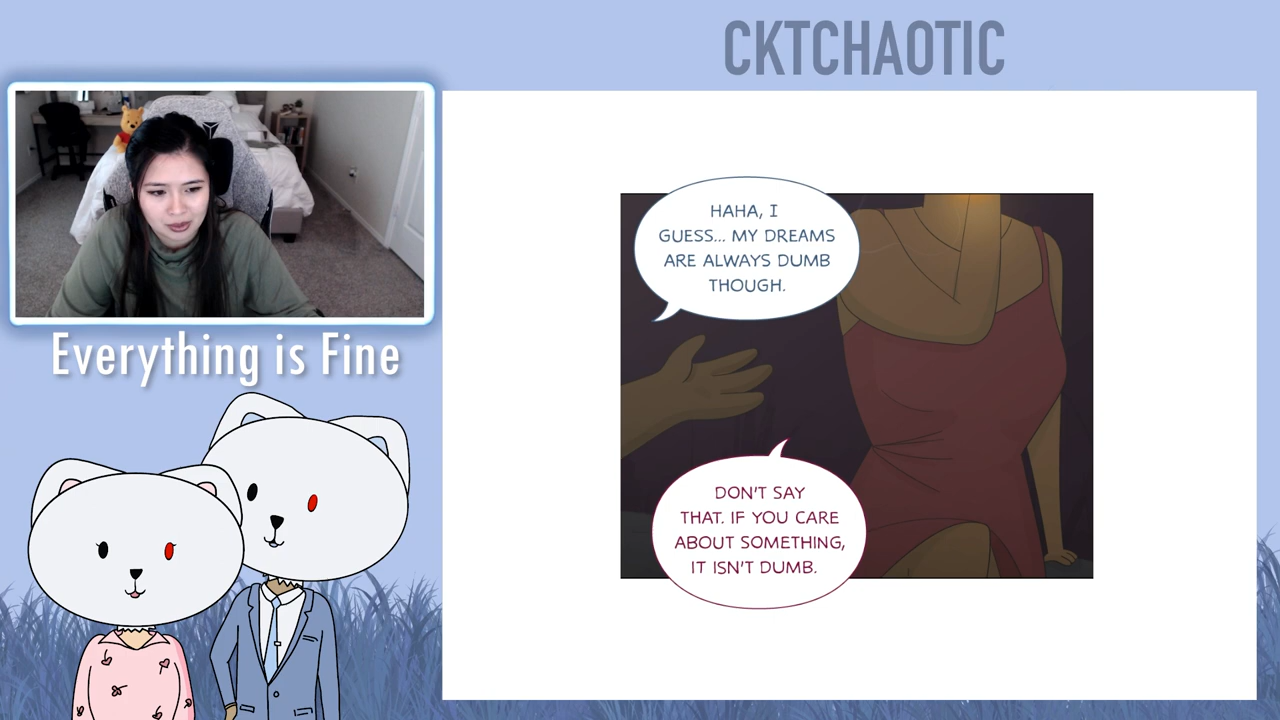 CKTCHAOTIC
Everything is Fine
HAHA, I
GUESS... MY DREAMS
ARE ALWAYS DUMB
THOUGH.
DON'T SAY
THAT. IF YOU CARE
ABOUT SOMETHING,
IT ISN'T DUMB.